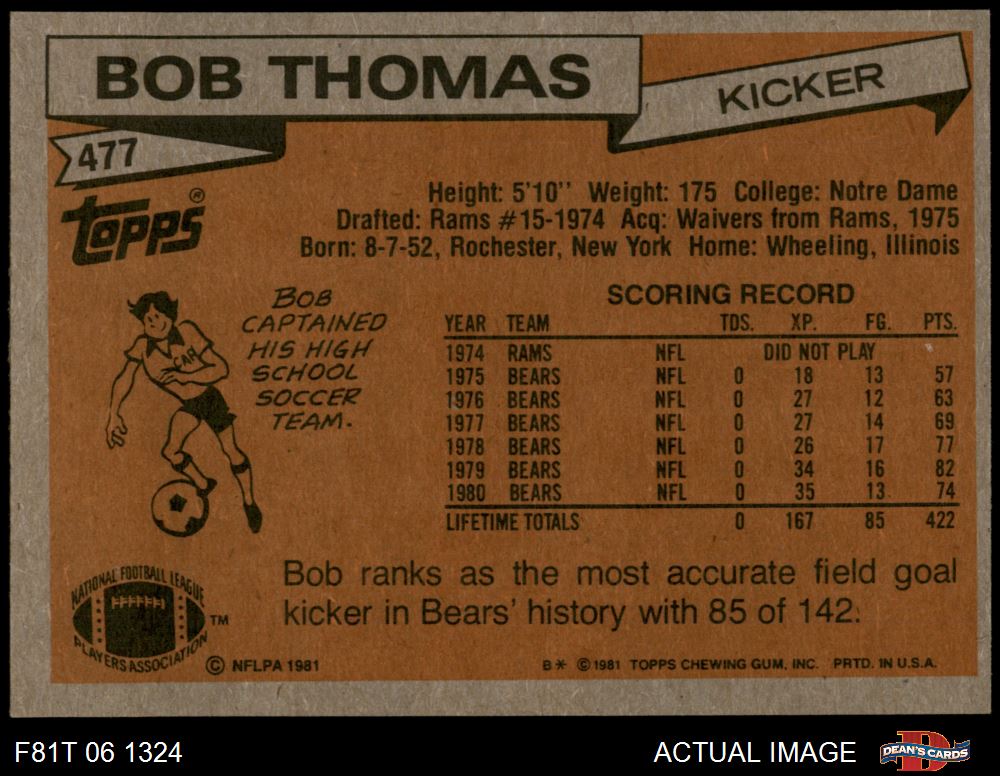 BOB THOMAS
KICKER
477
Topps®
Height: 5'10'' Weight: 175 College: Notre Dame
Drafted: Rams #15-1974 Acq: Waivers from Rams, 1975
Born: 8-7-52, Rochester, New York Home: Wheeling, Illinois
BOB
CAPTAINED
HIS HIGH
SCHOOL
SOCCER
TEAM.
CAP
SCORING RECORD
YEAR TEAM TDS. XP. FG. PTS.
1974 RAMS NFL DID NOT PLAY
1975 BEARS NFL 0 18 13 57
1976 BEARS NFL 0 27 12 63
1977 BEARS NFL 0 27 14 69
1978 BEARS NFL 0 26 17 77
1979 BEARS NFL 0 34 16 82
1980 BEARS NFL 0 35 13 74
LIFETIME TOTALS 0 167 85 422
Bob ranks as the most accurate field goal
kicker in Bears' history with 85 of 142.
NATIONAL FOOTBALL LEAGUE
PLAYERS ASSOCIATION
TM
© NFLPA 1981
B* © 1981 TOPPS CHEWING GUM, INC. PRTD. IN U.S.A.
F81T 06 1324
ACTUAL IMAGE
D
DEAN'S CARDS